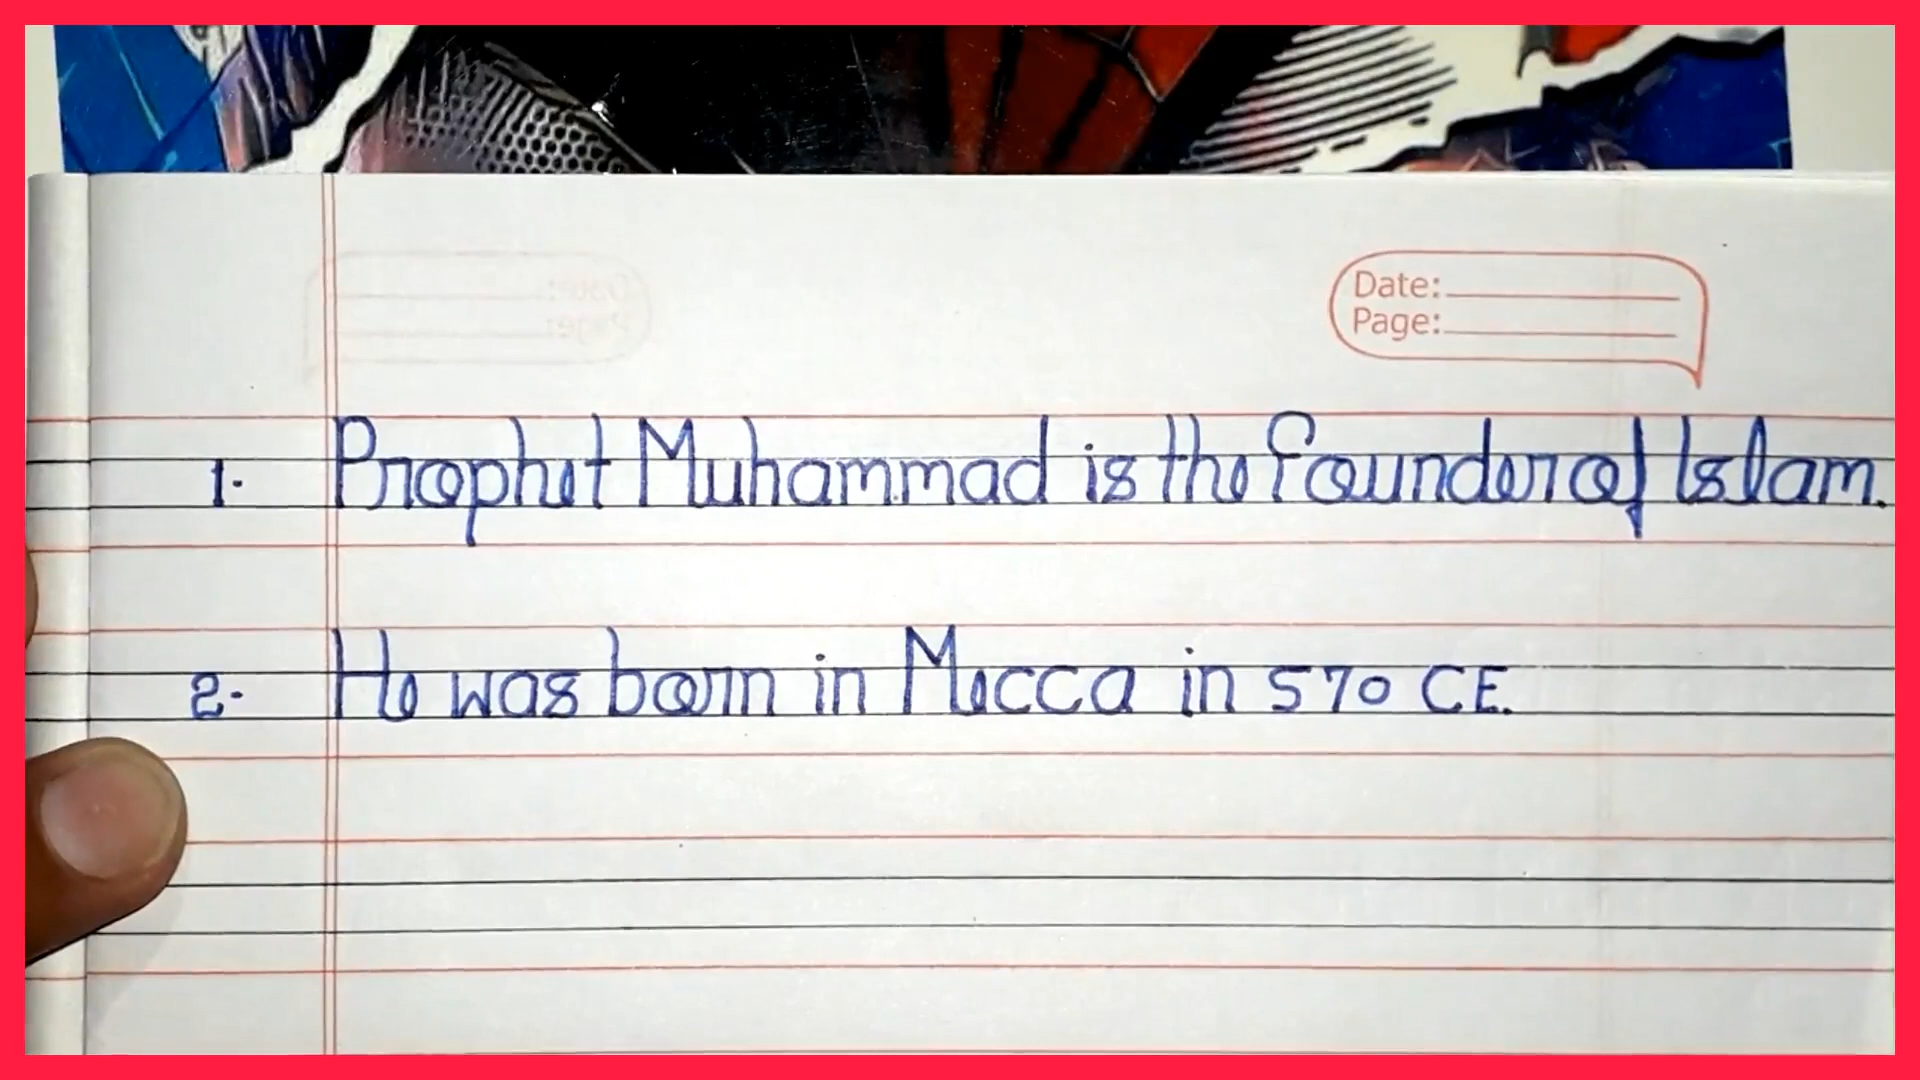 Date:
Page:
1. Prophet Muhammad is the founder of Islam.
2. He was born in Mecca in 570 CE.